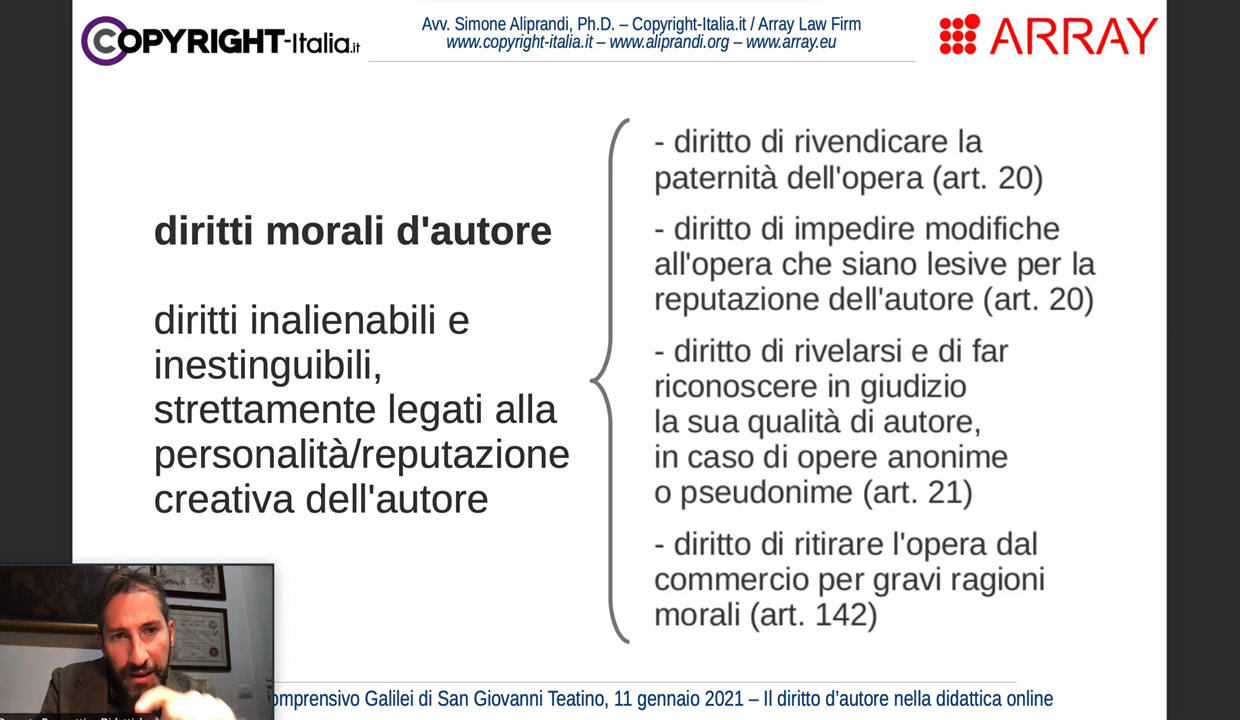 COPYRIGHT-Italia.it
Avv. Simone Aliprandi, Ph.D. – Copyright-Italia.it / Array Law Firm
www.copyright-italia.it – www.aliprandi.org – www.array.eu
ARRAY
diritti morali d'autore
diritti inalienabili e
inestinguibili,
strettamente legati alla
personalità/reputazione
creativa dell'autore
- diritto di rivendicare la
paternità dell'opera (art. 20)
- diritto di impedire modifiche
all'opera che siano lesive per la
reputazione dell'autore (art. 20)
- diritto di rivelarsi e di far
riconoscere in giudizio
la sua qualità di autore,
in caso di opere anonime
o pseudonime (art. 21)
- diritto di ritirare l'opera dal
commercio per gravi ragioni
morali (art. 142)
omprensivo Galilei di San Giovanni Teatino, 11 gennaio 2021 – Il diritto d'autore nella didattica online